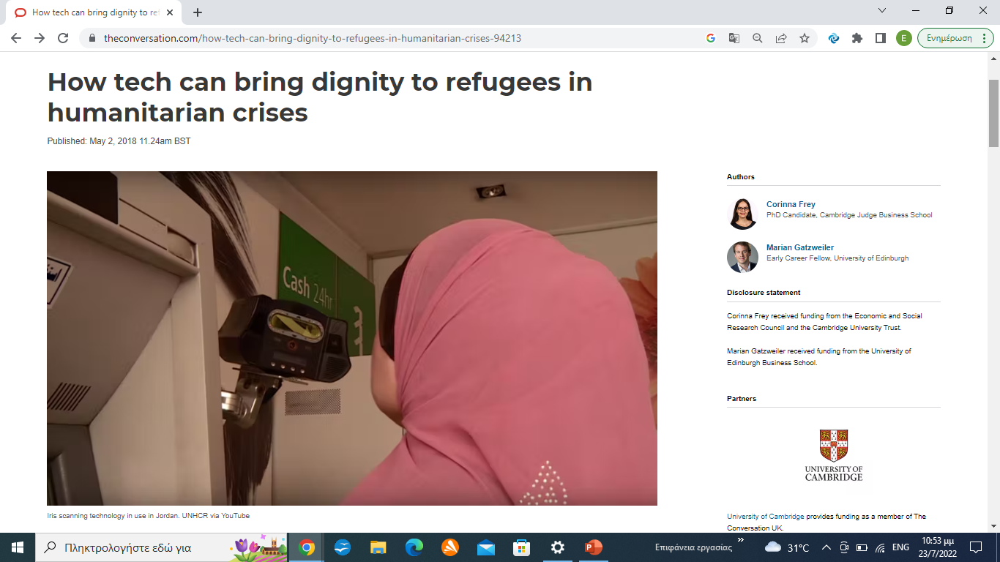 How tech can bring dignity to ref
theconversation.com/how-tech-can-bring-dignity-to-refugees-in-humanitarian-crises-94213
E
Ενημέρωση
How tech can bring dignity to refugees in
humanitarian crises
Published: May 2, 2018 11.24am BST
Cash 24hr
Iris scanning technology in use in Jordan. UNHCR via YouTube
Authors
Corinna Frey
PhD Candidate, Cambridge Judge Business School
Marian Gatzweiler
Early Career Fellow, University of Edinburgh
Disclosure statement
Corinna Frey received funding from the Economic and Social
Research Council and the Cambridge University Trust.
Marian Gatzweiler received funding from the University of
Edinburgh Business School.
Partners
UNIVERSITY OF
CAMBRIDGE
University of Cambridge provides funding as a member of The
Conversation UK.
Πληκτρολογήστε εδώ για
Επιφάνεια εργασίας
31°C
ENG
10:53 μμ
23/7/2022